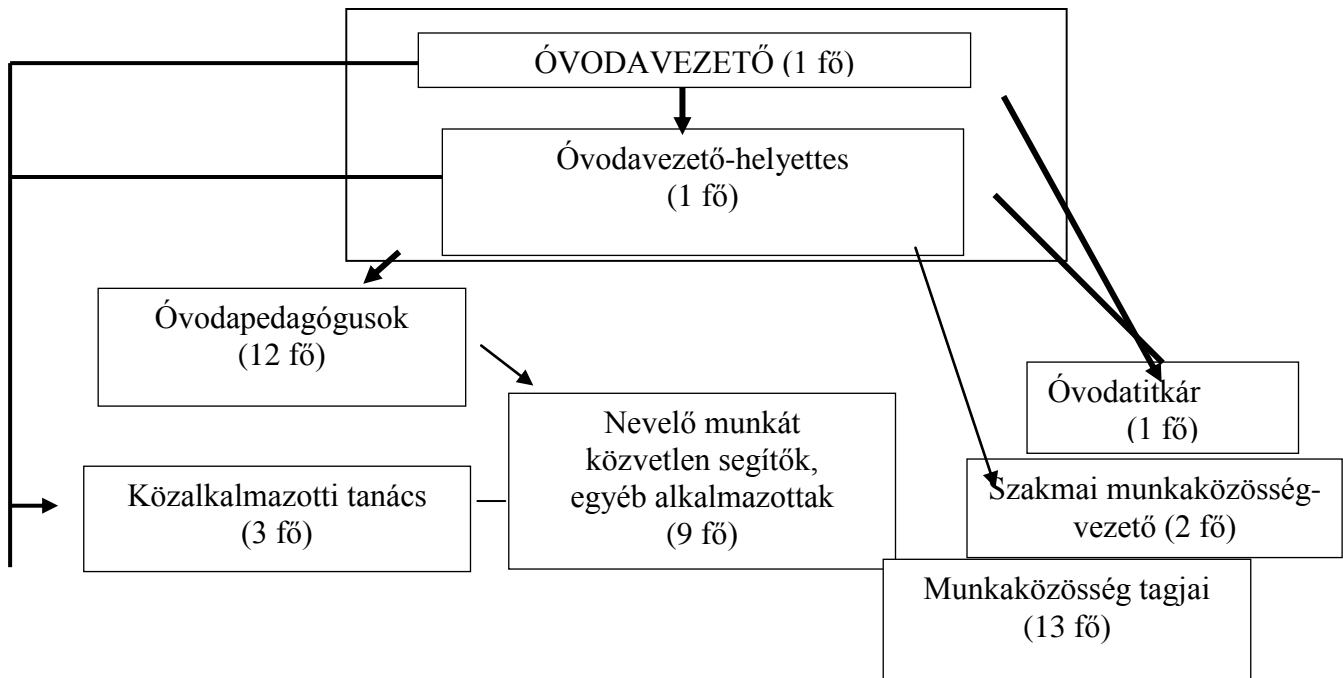 ÓVODAVEZETŐ (1 fő)
Óvodavezető-helyettes
(1 fő)
Óvodapedagógusok
(12 fő)
Óvodatitkár
(1 fő)
Nevelő munkát
közvetlen segítők,
egyéb alkalmazottak
(9 fő)
Közalkalmazotti tanács
(3 fő)
Szakmai munkaközösség-
vezető (2 fő)
Munkaközösség tagjai
(13 fő)